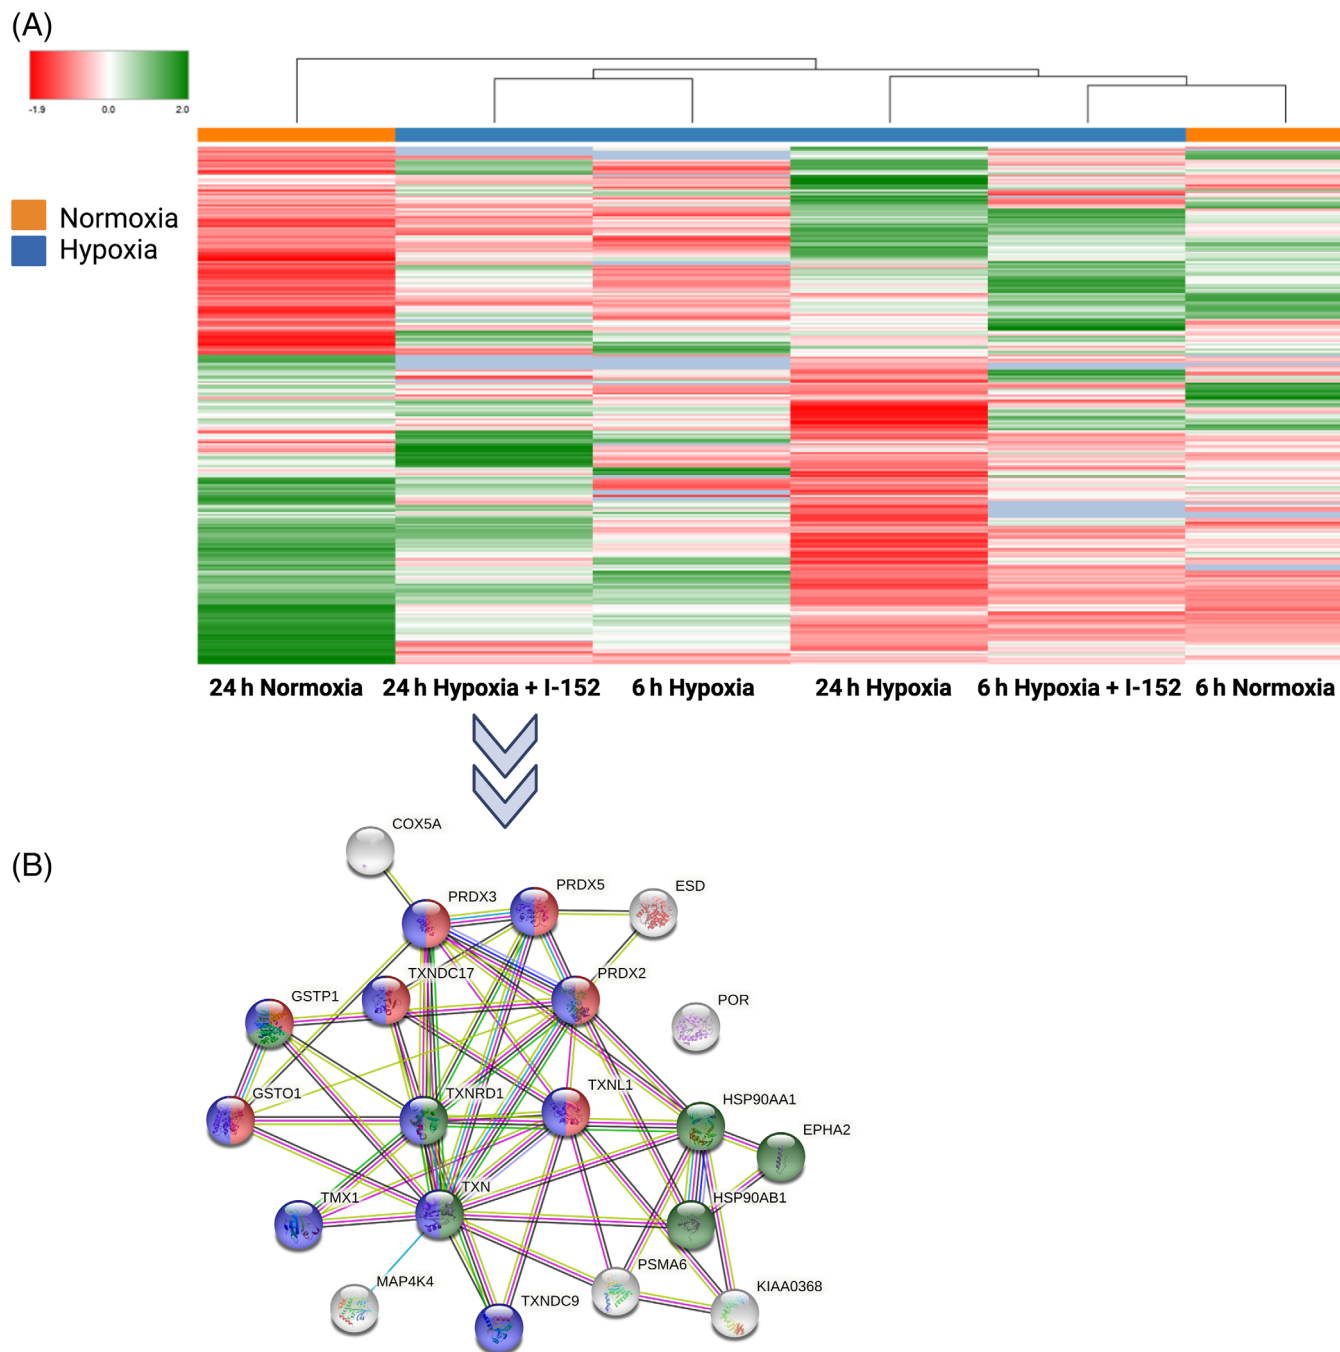 (A)
-1.9 0.0 2.0
Normoxia
Hypoxia
24 h Normoxia 24 h Hypoxia + I-152 6 h Hypoxia 24 h Hypoxia 6 h Hypoxia + I-152 6 h Normoxia
(B)
COX5A
PRDX3
PRDX5
ESD
TXNDC17
PRDX2
GSTP1
POR
GSTO1
TXNRD1
TXNL1
HSP90AA1
EPHA2
TMX1
TXN
HSP90AB1
MAP4K4
PSMA6
KIAA0368
TXNDC9